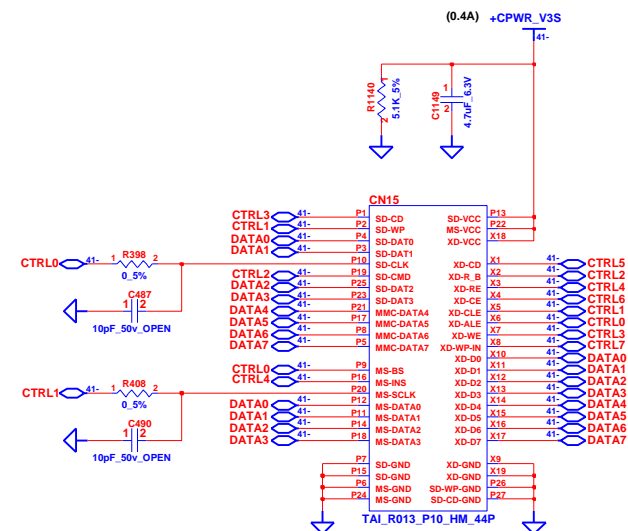 (0.4A) +CPWR_V3S
41-
R1140
1 2
5.1K_5%
C1149
1
2
4.7uF_6.3V
CN15
CTRL3 41- P1 SD-CD SD-VCC P13
CTRL1 41- P2 SD-WP MS-VCC P22
DATA0 41- P4 SD-DAT0 XD-VCC X18
DATA1 41- P3 SD-DAT1
CTRL0 41- 1 R398 2 P10 SD-CLK XD-CD X1 41- CTRL5
0_5%
CTRL2 41- P19 SD-CMD XD-R_B X2 41- CTRL2
DATA2 41- P25 SD-DAT2 XD-RE X3 41- CTRL4
DATA3 41- P23 SD-DAT3 XD-CE X4 41- CTRL6
DATA4 41- P21 MMC-DATA4 XD-CLE X5 41- CTRL1
DATA5 41- P17 MMC-DATA5 XD-ALE X6 41- CTRL0
DATA6 41- P8 MMC-DATA6 XD-WE X7 41- CTRL3
DATA7 41- P5 MMC-DATA7 XD-WP-IN X8 41- CTRL7
C487
1 2
10pF_50v_OPEN
XD-D0 X10 41- DATA0
CTRL0 41- P9 MS-BS XD-D1 X11 41- DATA1
CTRL4 41- P16 MS-INS XD-D2 X12 41- DATA2
CTRL1 41- 1 R408 2 P20 MS-SCLK XD-D3 X13 41- DATA3
0_5%
DATA0 41- P12 MS-DATA0 XD-D4 X14 41- DATA4
DATA1 41- P11 MS-DATA1 XD-D5 X15 41- DATA5
DATA2 41- P14 MS-DATA2 XD-D6 X16 41- DATA6
DATA3 41- P18 MS-DATA3 XD-D7 X17 41- DATA7
C490
1 2
10pF_50v_OPEN
P7 SD-GND XD-GND X9
P15 SD-GND XD-GND X19
P6 MS-GND SD-WP-GND P26
P24 MS-GND SD-CD-GND P27
TAI_R013_P10_HM_44P